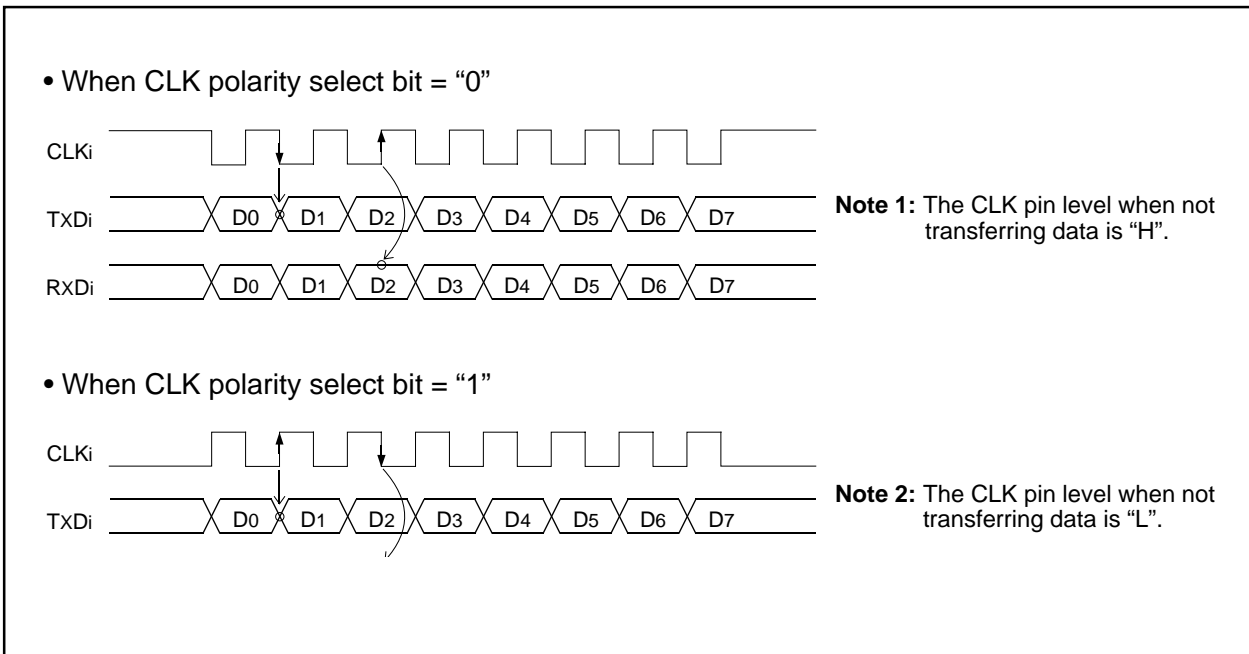 • When CLK polarity select bit = “0”
CLKi
TXDi D0 D1 D2 D3 D4 D5 D6 D7
Note 1: The CLK pin level when not
transferring data is “H”.
RXDi D0 D1 D2 D3 D4 D5 D6 D7
• When CLK polarity select bit = “1”
CLKi
TXDi D0 D1 D2 D3 D4 D5 D6 D7
Note 2: The CLK pin level when not
transferring data is “L”.